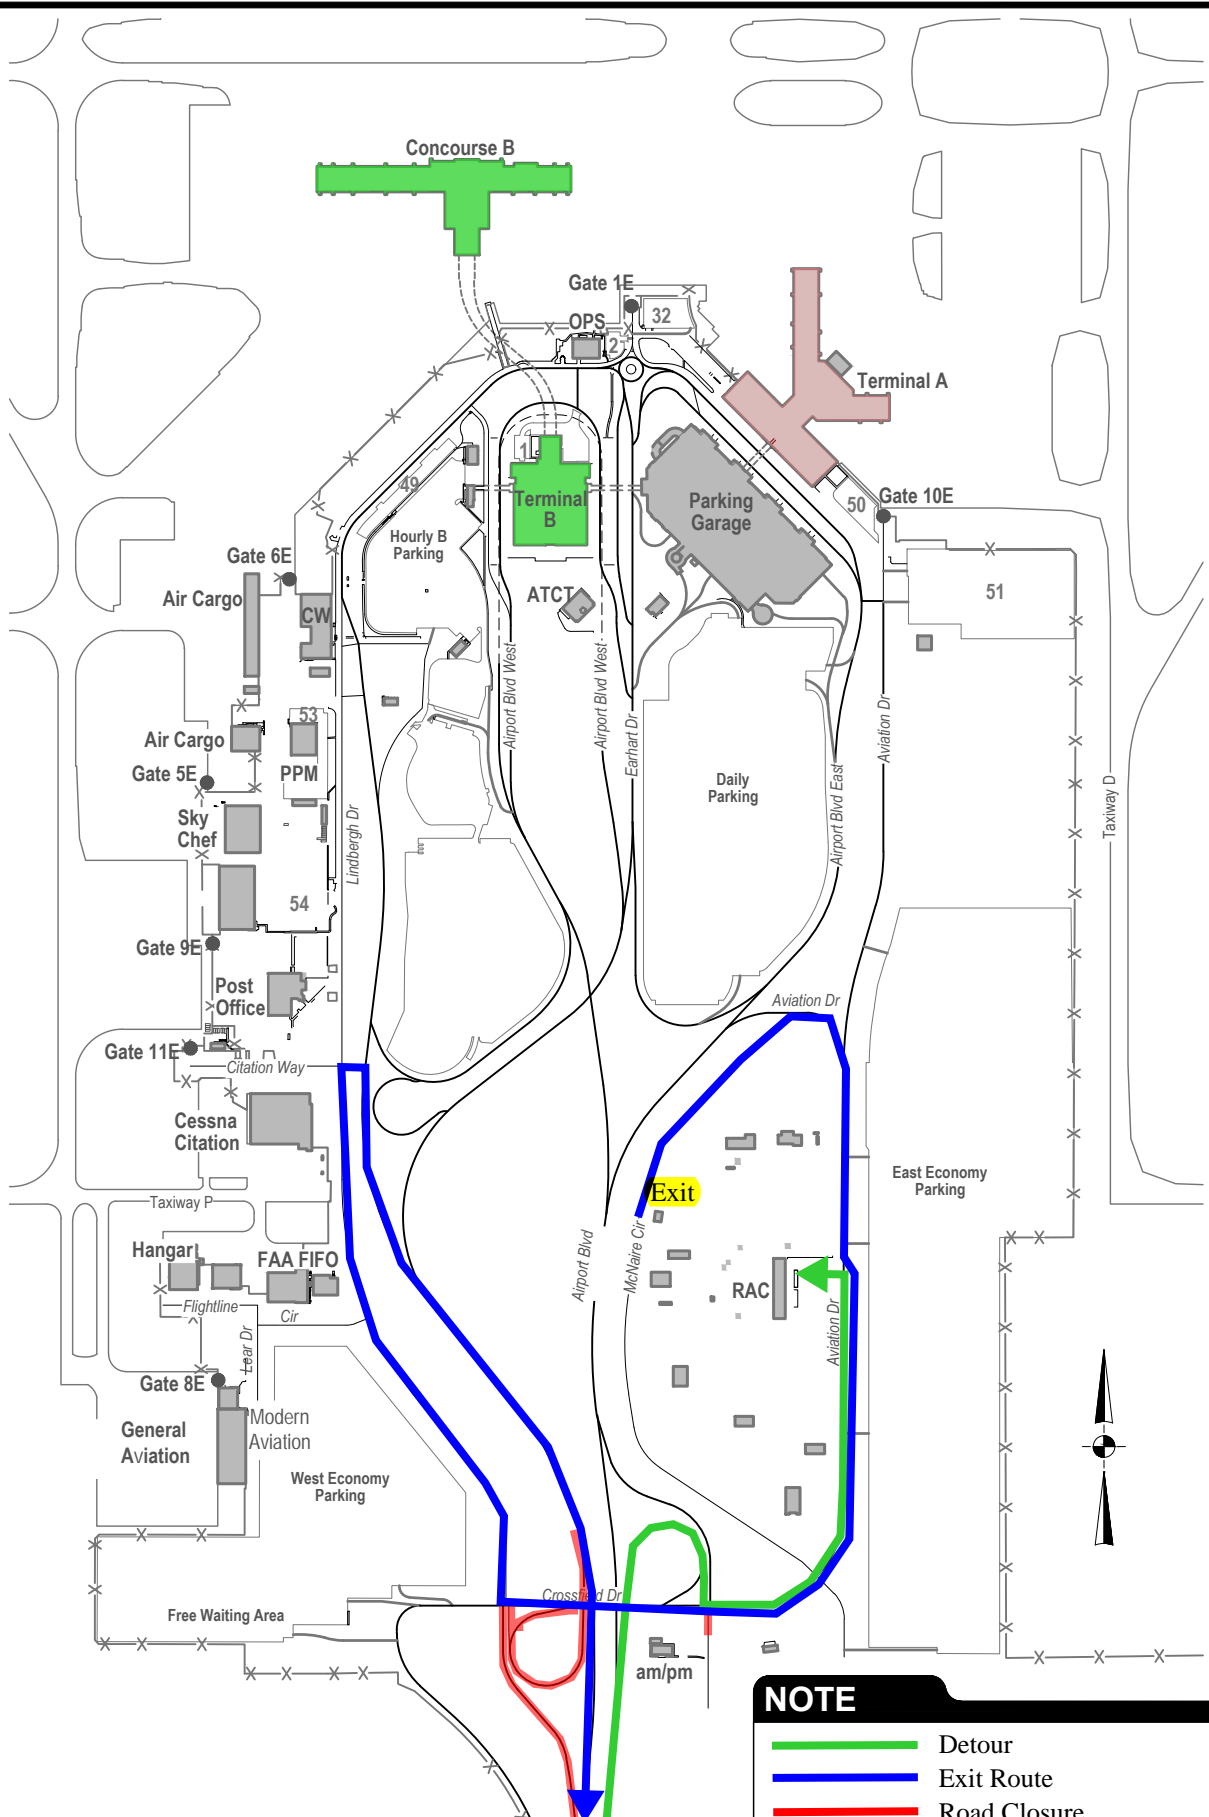 Concourse B
Gate 1E
32
OPS
2
Terminal A
1
49
Terminal
B
Parking
Garage
50
Gate 10E
Hourly B
Parking
Gate 6E
Air Cargo
CW
ATCT
51
Airport Blvd West
Airport Blvd West
Earhart Dr
Aviation Dr
53
Air Cargo
Gate 5E
PPM
Daily
Parking
Airport Blvd East
Taxiway D
Sky
Chef
Lindbergh Dr
54
Gate 9E
Post
Office
Aviation Dr
Gate 11E
Citation Way
Cessna
Citation
East Economy
Parking
Exit
Taxiway P
Airport Blvd
McNaire Cir
Hangar
FAA FIFO
RAC
Flightline
Cir
Aviation Dr
Lear Dr
Gate 8E
Modern
Aviation
General
Aviation
West Economy
Parking
Crossfield Dr
Free Waiting Area
am/pm
NOTE
Detour
Exit Route
Road Closure